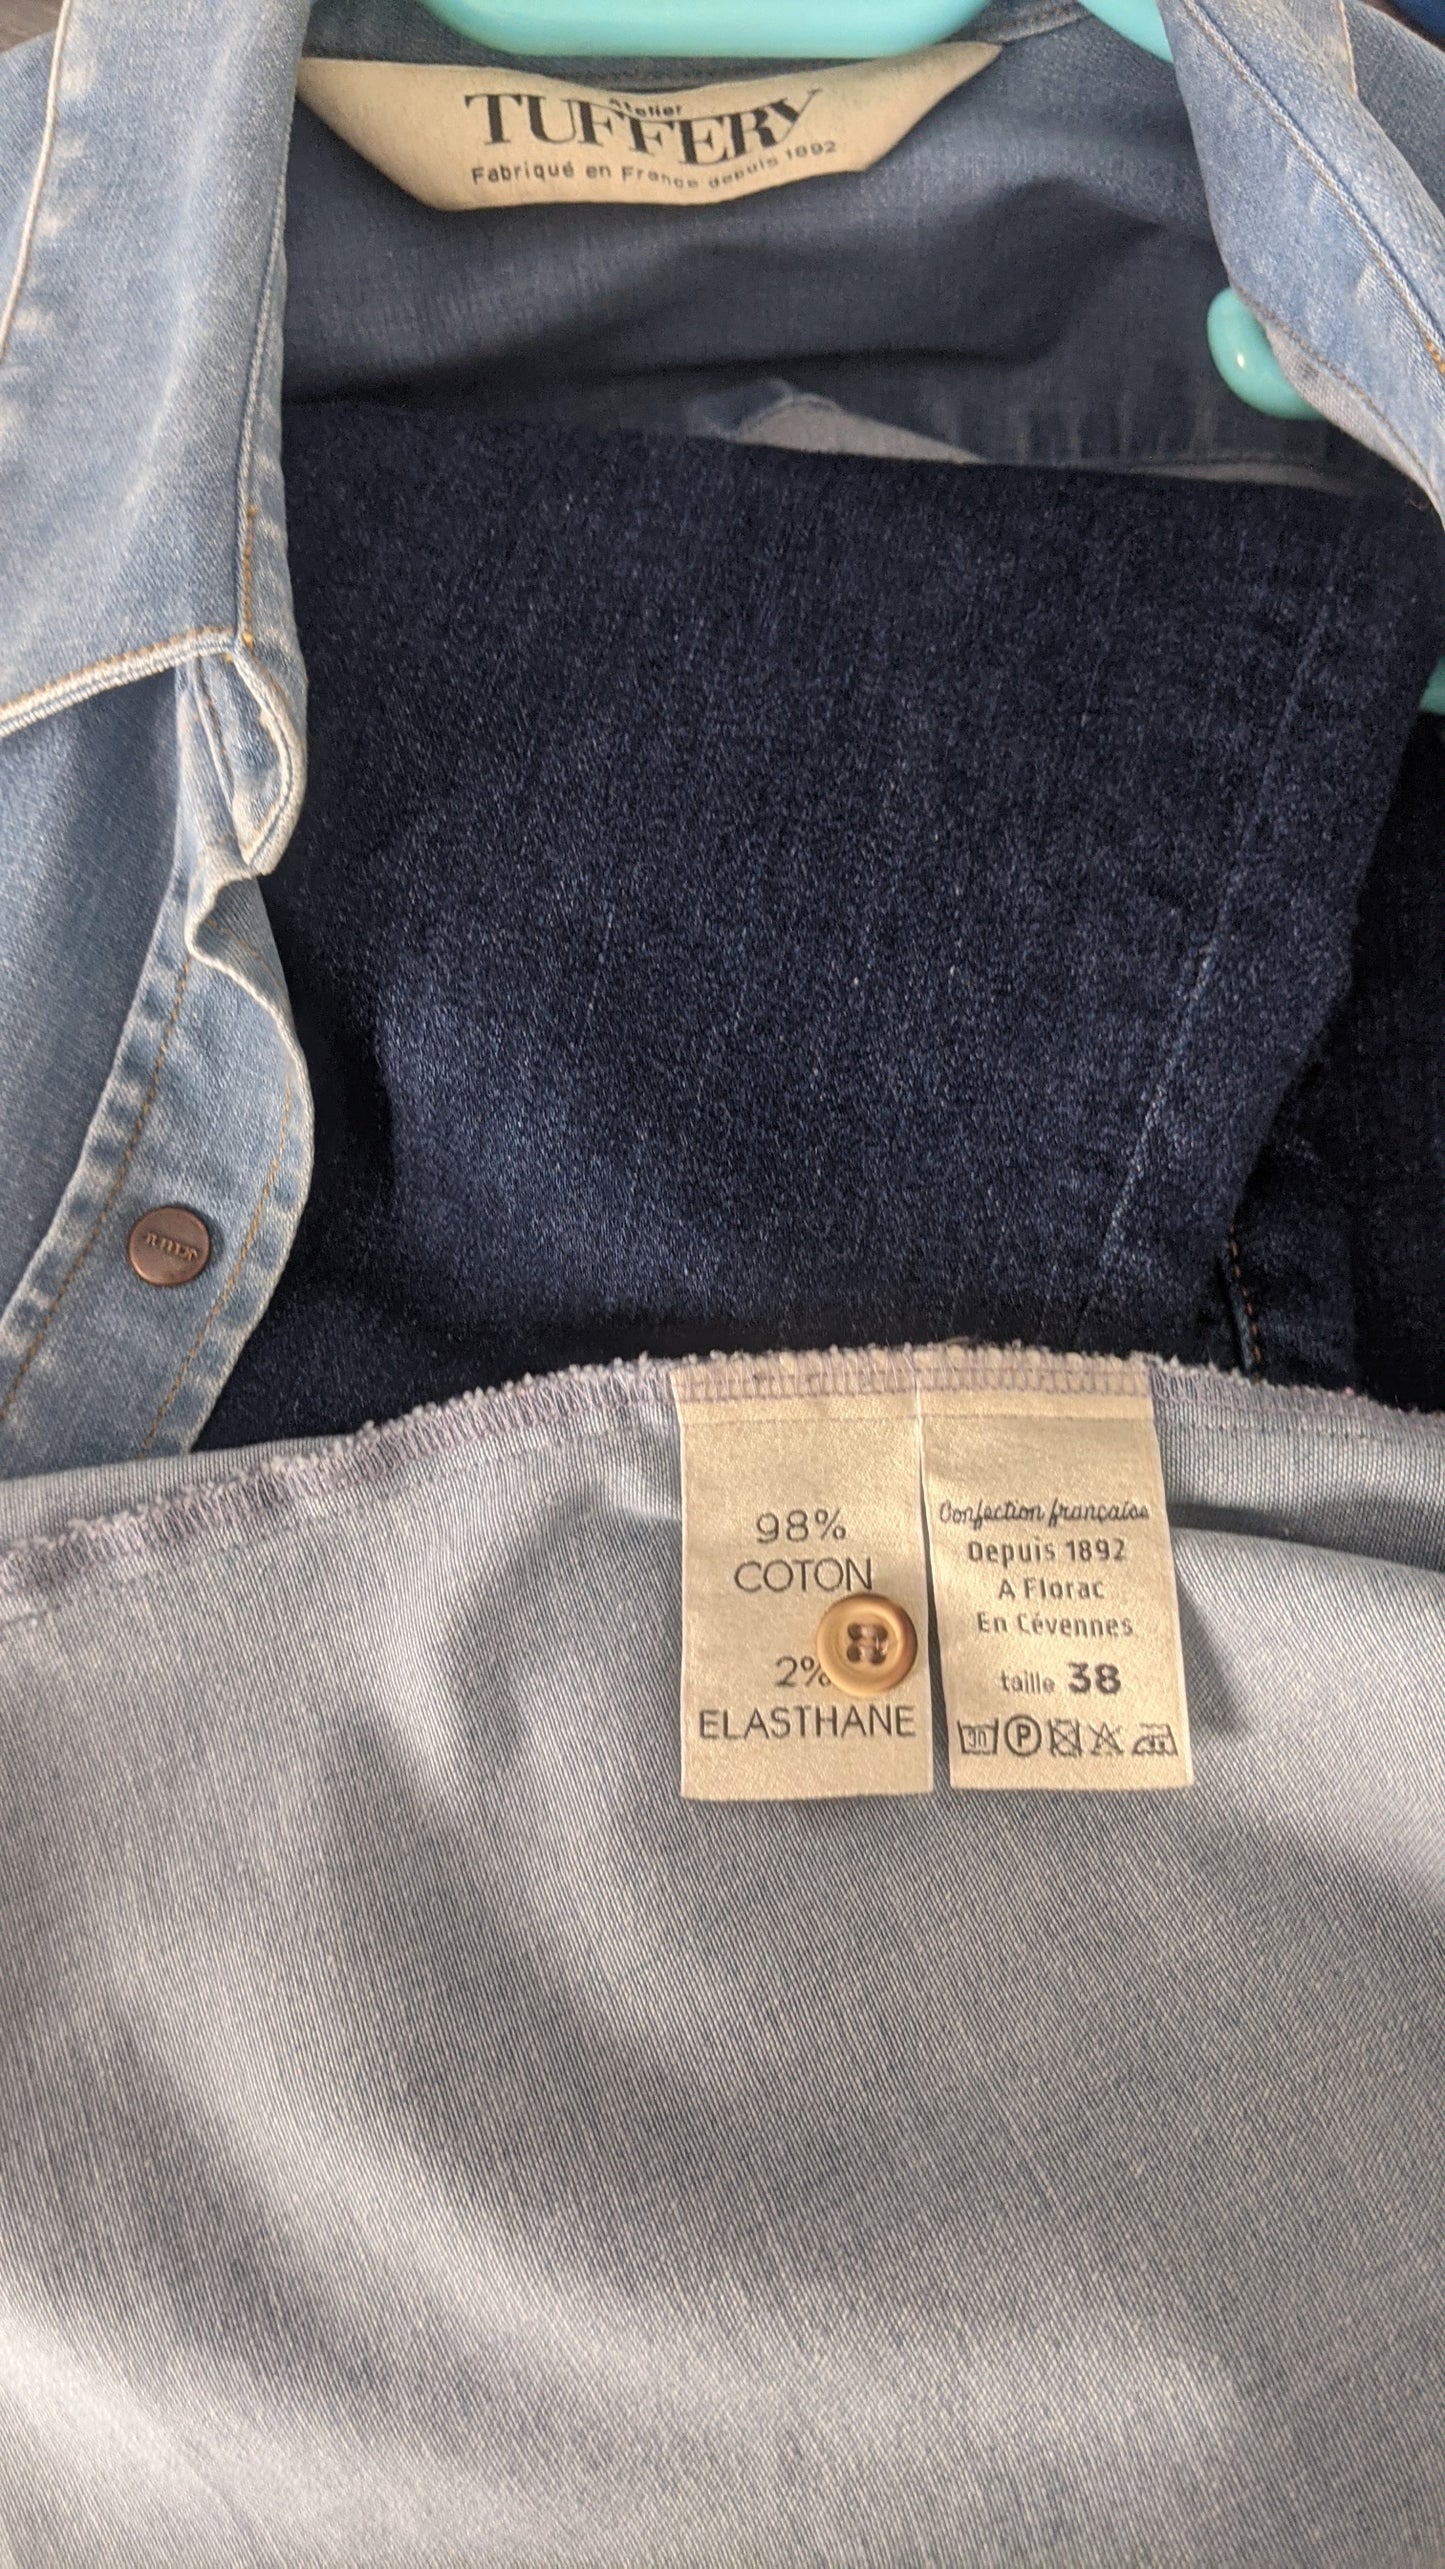 Atelier
TUFFERY
Fabriqué en France depuis 1892
98%
COTON
2%
ELASTHANE
Confection française
Depuis 1892
A Florac
En Cévennes
taille 38
30 P